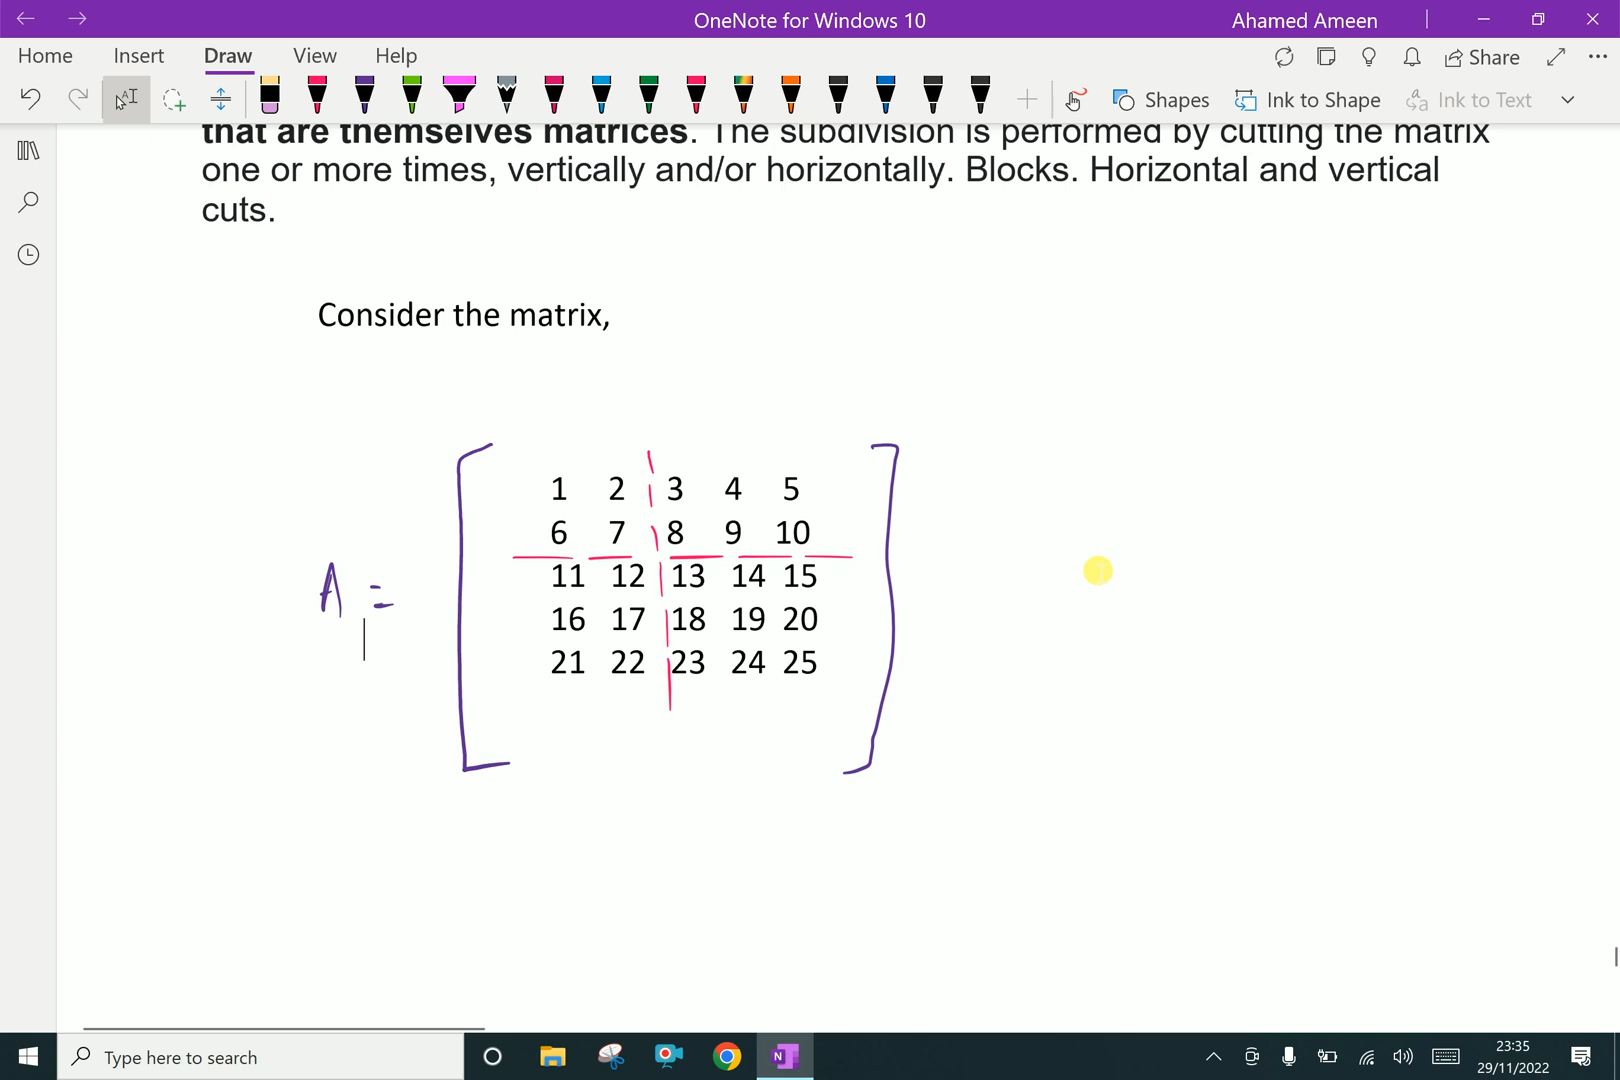 OneNote for Windows 10
Ahamed Ameen
Home Insert Draw View Help
Share
Shapes
Ink to Shape
Ink to Text
that are themselves matrices. The subdivision is performed by cutting the matrix
one or more times, vertically and/or horizontally. Blocks. Horizontal and vertical
cuts.
Consider the matrix,
A =
1 2 3 4 5
6 7 8 9 10
11 12 13 14 15
16 17 18 19 20
21 22 23 24 25
Type here to search
23:35
29/11/2022